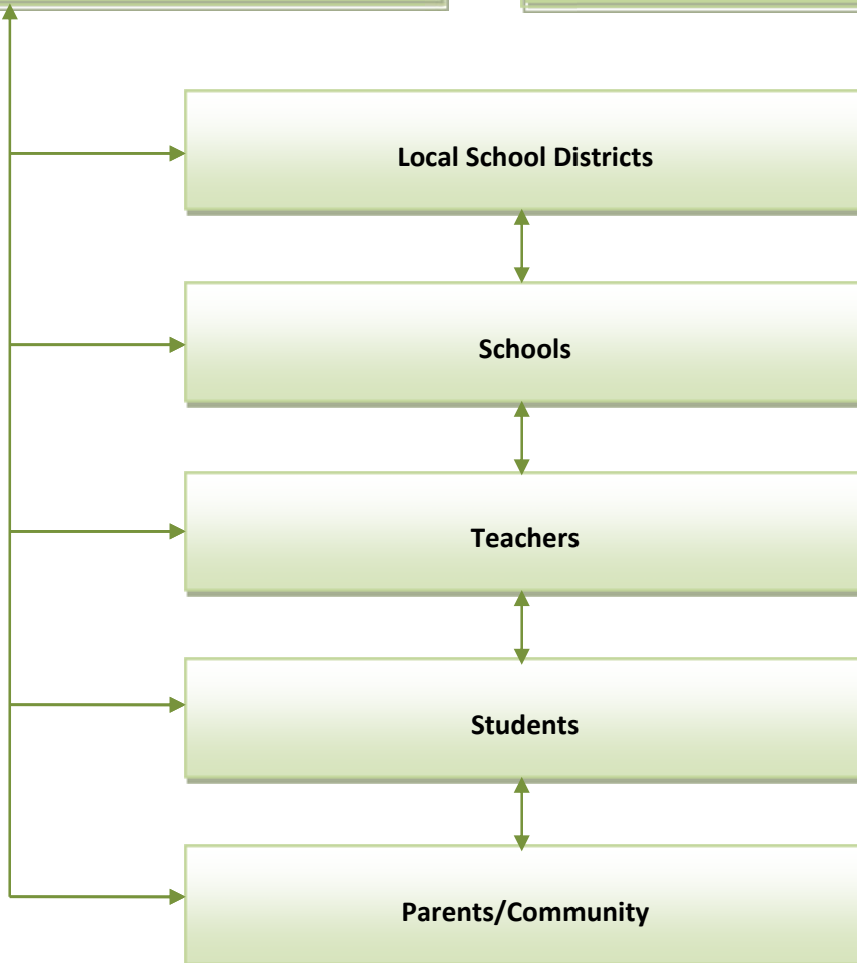 Local School Districts
Schools
Teachers
Students
Parents/Community